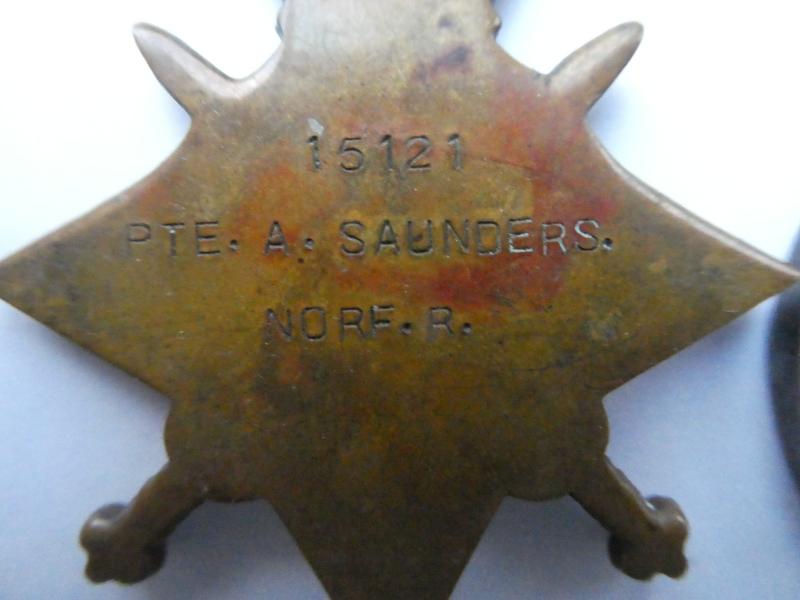 15121
PTE. A. SAUNDERS.
NORF. R.